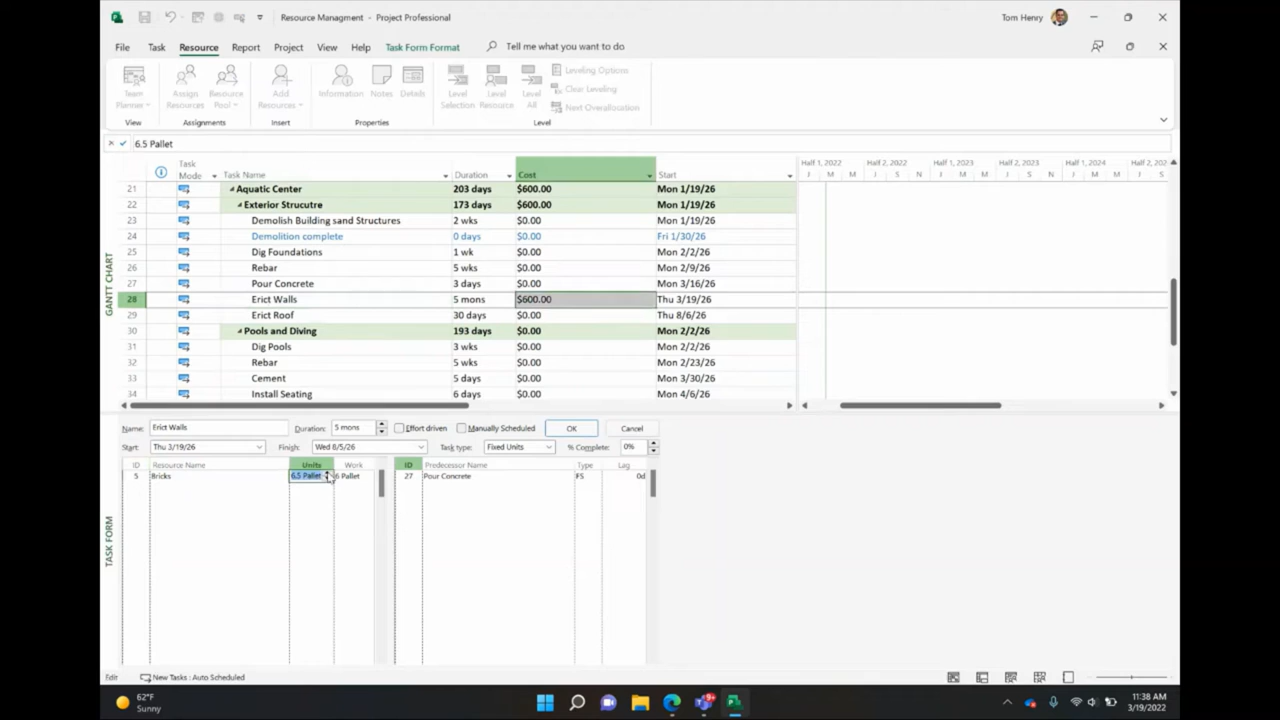 Resource Managment - Project Professional
Tom Henry
File Task Resource Report Project View Help Task Form Format Tell me what you want to do
Team Planner Assign Resources Resource Pool Add Resources Information Notes Details Level Selection Level Resource Level All Leveling Options
Clear Leveling
Next Overallocation
View Assignments Insert Properties Level
6.5 Pallet
Task Mode Task Name Duration Cost Start
Half 1, 2022 Half 2, 2022 Half 1, 2023 Half 2, 2023 Half 1, 2024 Half 2, 202
J M M J S N J M M J S N J M M J S
21 Aquatic Center 203 days $600.00 Mon 1/19/26
22 Exterior Strucutre 173 days $600.00 Mon 1/19/26
23 Demolish Building sand Structures 2 wks $0.00 Mon 1/19/26
24 Demolition complete 0 days $0.00 Fri 1/30/26
25 Dig Foundations 1 wk $0.00 Mon 2/2/26
26 Rebar 5 wks $0.00 Mon 2/9/26
27 Pour Concrete 3 days $0.00 Mon 3/16/26
28 Erict Walls 5 mons $600.00 Thu 3/19/26
29 Erict Roof 30 days $0.00 Thu 8/6/26
30 Pools and Diving 193 days $0.00 Mon 2/2/26
31 Dig Pools 3 wks $0.00 Mon 2/2/26
32 Rebar 5 wks $0.00 Mon 2/23/26
33 Cement 5 days $0.00 Mon 3/30/26
34 Install Seating 6 days $0.00 Mon 4/6/26
GANTT CHART
Name: Erict Walls Duration: 5 mons Effort driven Manually Scheduled OK Cancel
Start: Thu 3/19/26 Finish: Wed 8/5/26 Task type: Fixed Units % Complete: 0%
ID Resource Name Units Work ID Predecessor Name Type Lag
5 Bricks 6.5 Pallet 6 Pallet 27 Pour Concrete FS 0d
TASK FORM
Edit New Tasks : Auto Scheduled
62°F
Sunny
11:38 AM
3/19/2022